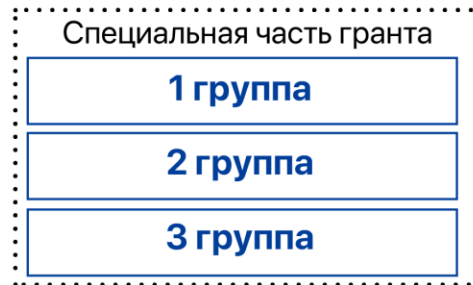 Специальная часть гранта
1 группа
2 группа
3 группа